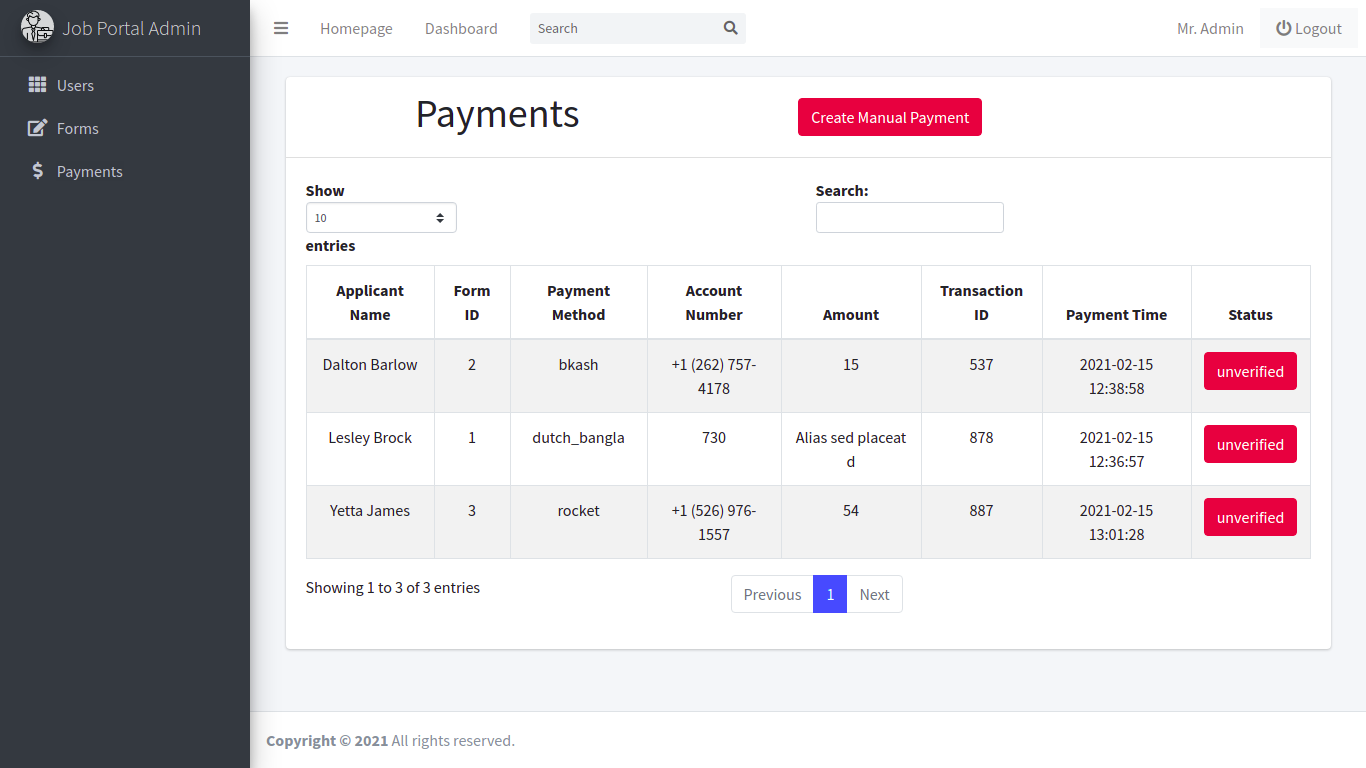 Job Portal Admin
Homepage
Dashboard
Search
Mr. Admin
Logout
Users
Forms
Payments
Payments
Create Manual Payment
Show
10
entries
Search:
Applicant
Name
Form
ID
Payment
Method
Account
Number
Amount
Transaction
ID
Payment Time
Status
Dalton Barlow
2
bkash
+1 (262) 757-
4178
15
537
2021-02-15
12:38:58
unverified
Lesley Brock
1
dutch_bangla
730
Alias sed placeat
d
878
2021-02-15
12:36:57
unverified
Yetta James
3
rocket
+1 (526) 976-
1557
54
887
2021-02-15
13:01:28
unverified
Showing 1 to 3 of 3 entries
Previous
1
Next
Copyright © 2021 All rights reserved.